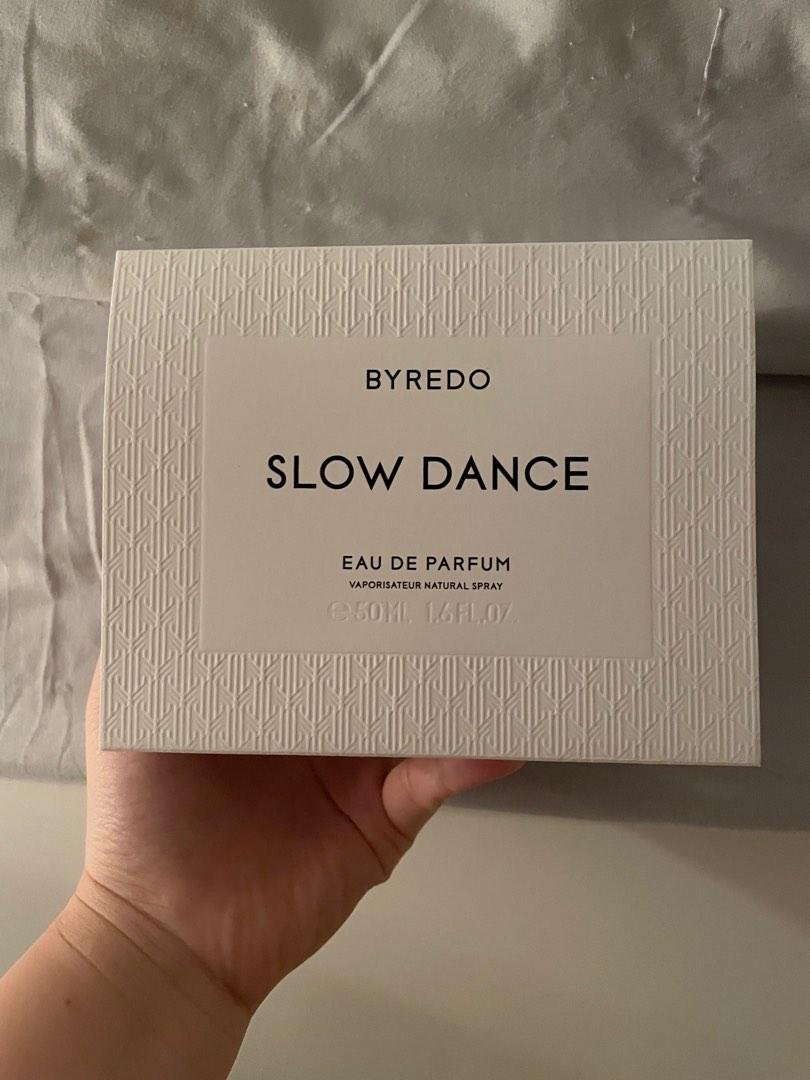 BYREDO
SLOW DANCE
EAU DE PARFUM
VAPORISATEUR NATURAL SPRAY
℮ 50 ML 1.6 FL.OZ.